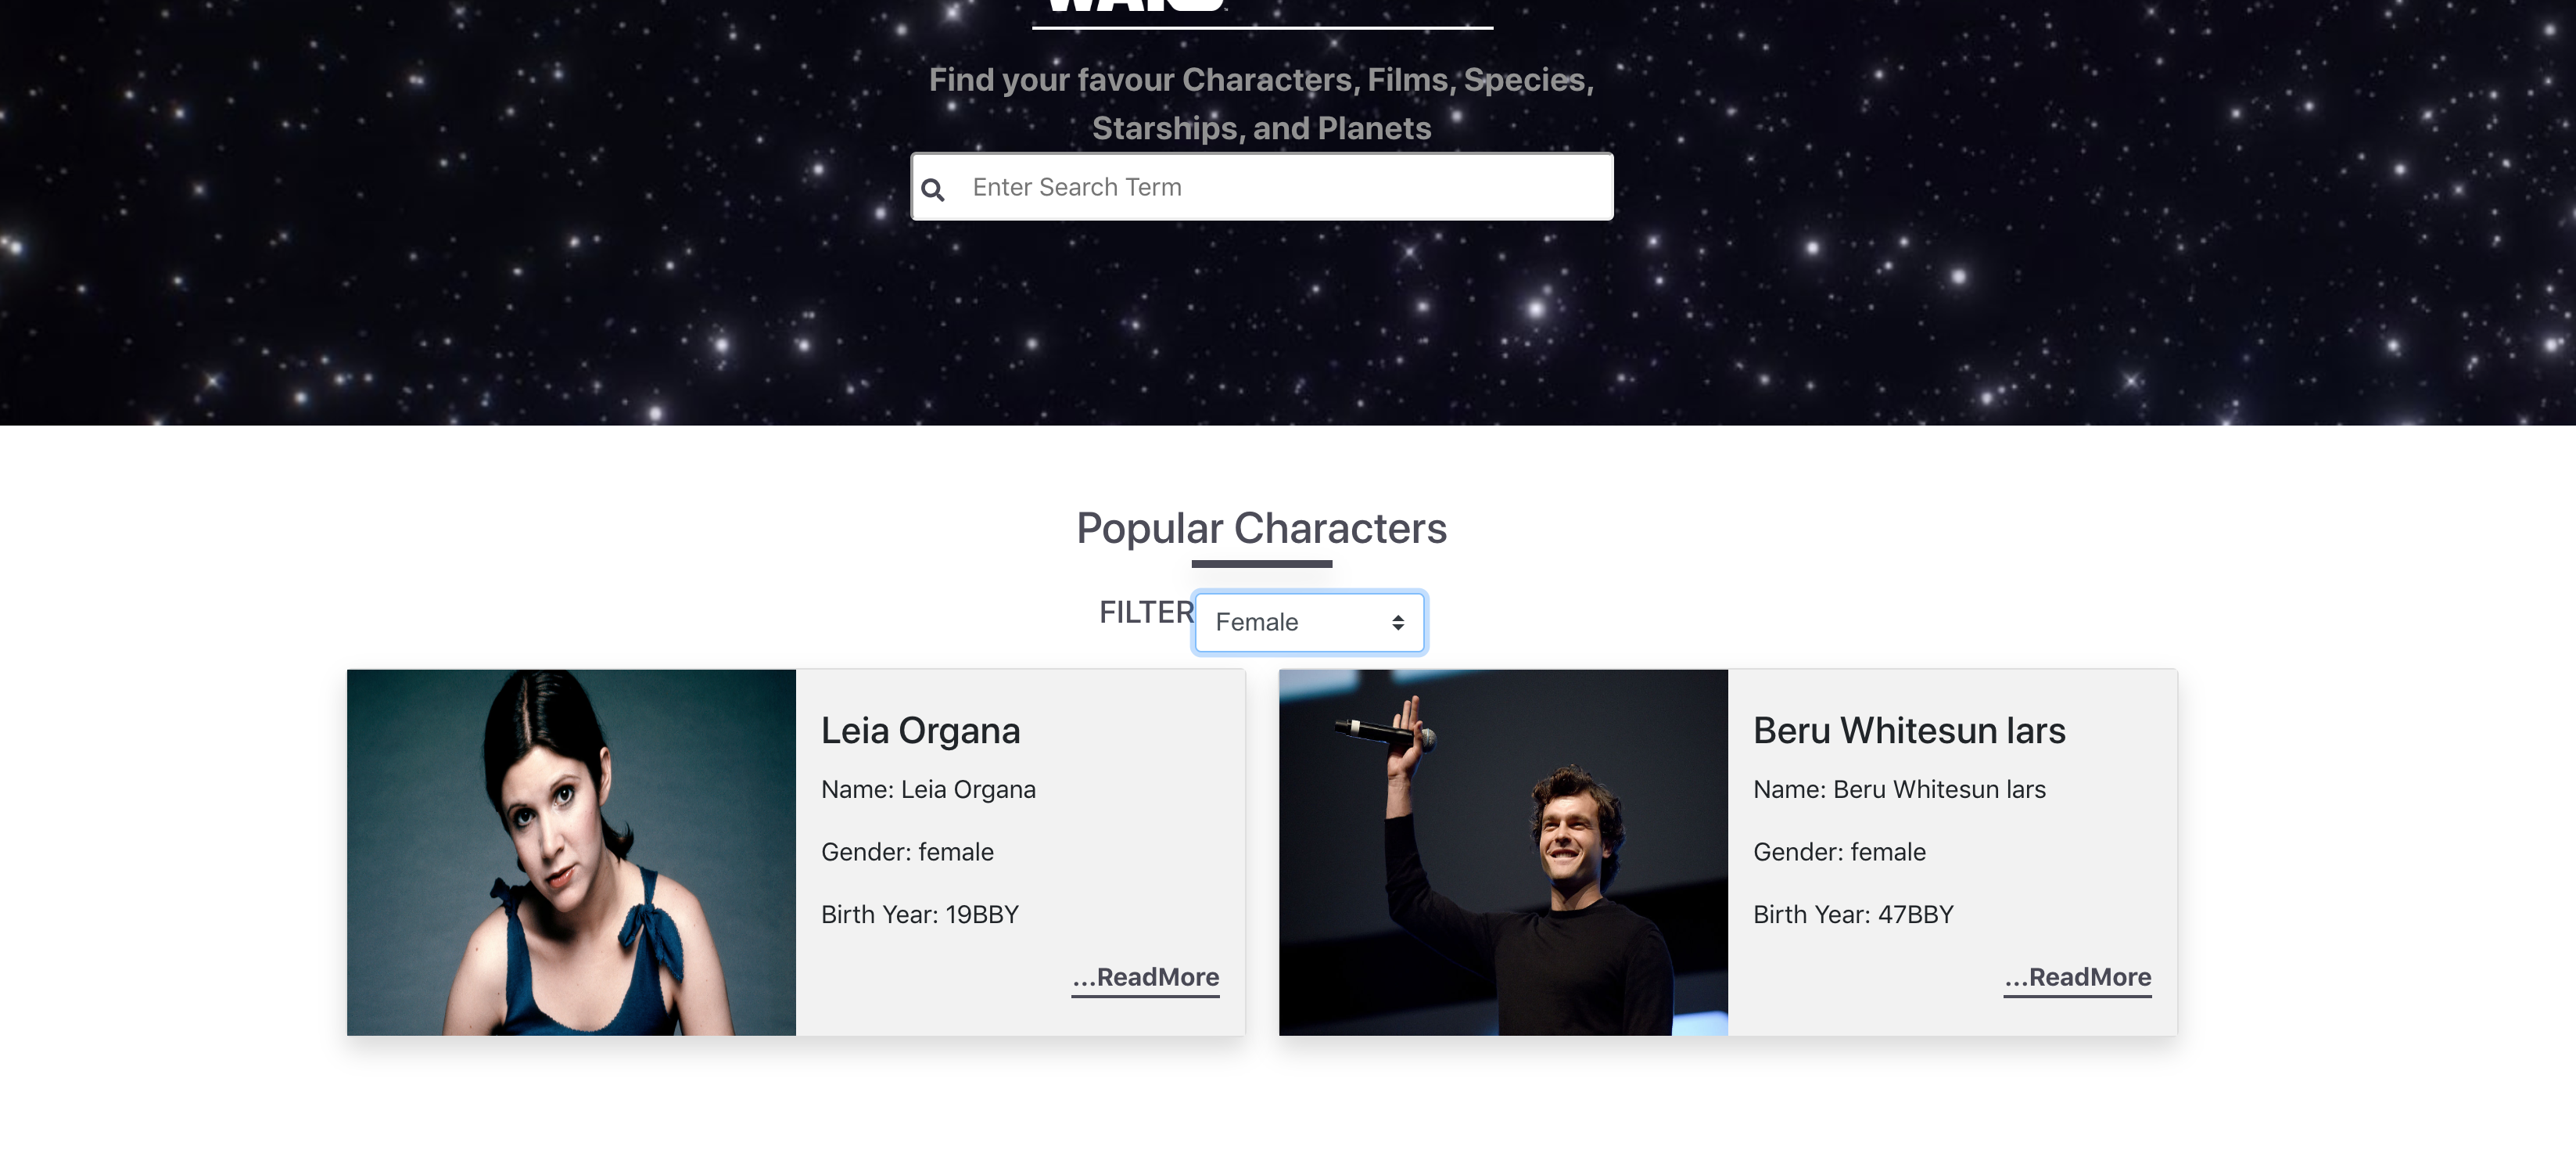 Find your favour Characters, Films, Species,
Starships, and Planets
Enter Search Term
Popular Characters
FILTER
Female
Leia Organa
Name: Leia Organa
Gender: female
Birth Year: 19BBY
...ReadMore
Beru Whitesun lars
Name: Beru Whitesun lars
Gender: female
Birth Year: 47BBY
...ReadMore